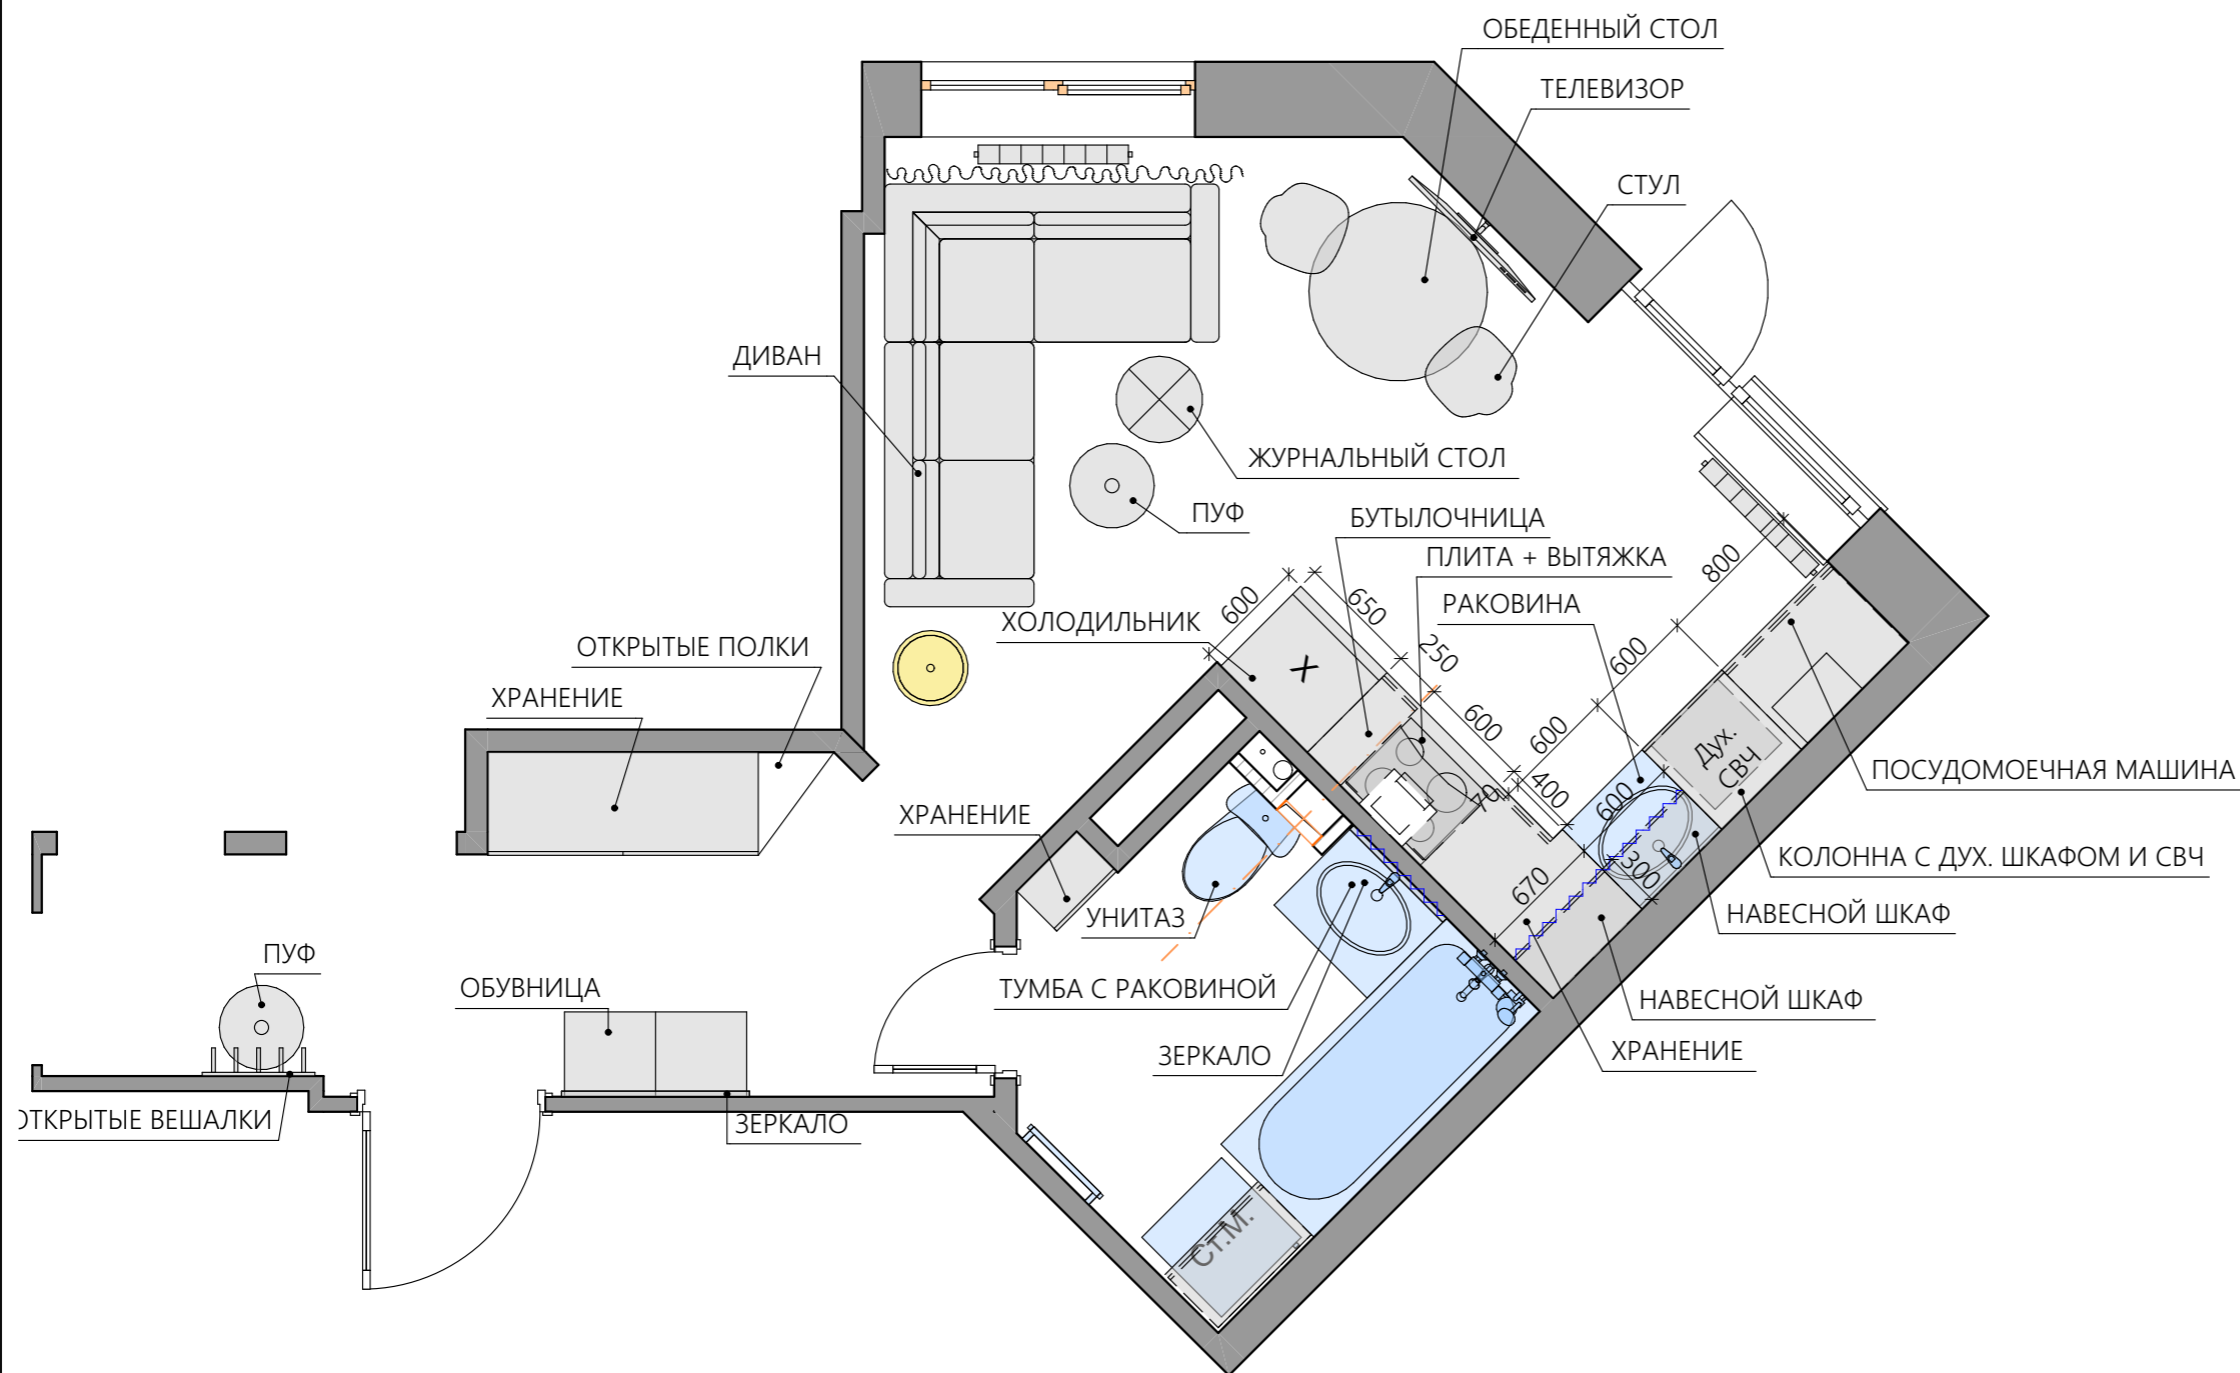 ОБЕДЕННЫЙ СТОЛ
ТЕЛЕВИЗОР
СТУЛ
ДИВАН
ЖУРНАЛЬНЫЙ СТОЛ
ПУФ
БУТЫЛОЧНИЦА
ПЛИТА + ВЫТЯЖКА
РАКОВИНА
ХОЛОДИЛЬНИК
600
650
250
600
400
70
800
600
600
600
300
670
X
ОТКРЫТЫЕ ПОЛКИ
ХРАНЕНИЕ
Дух.
СВЧ
ПОСУДОМОЕЧНАЯ МАШИНА
ХРАНЕНИЕ
КОЛОННА С ДУХ. ШКАФОМ И СВЧ
НАВЕСНОЙ ШКАФ
УНИТАЗ
ПУФ
ОБУВНИЦА
ТУМБА С РАКОВИНОЙ
НАВЕСНОЙ ШКАФ
ЗЕРКАЛО
ХРАНЕНИЕ
ОТКРЫТЫЕ ВЕШАЛКИ
ЗЕРКАЛО
Ст.М.